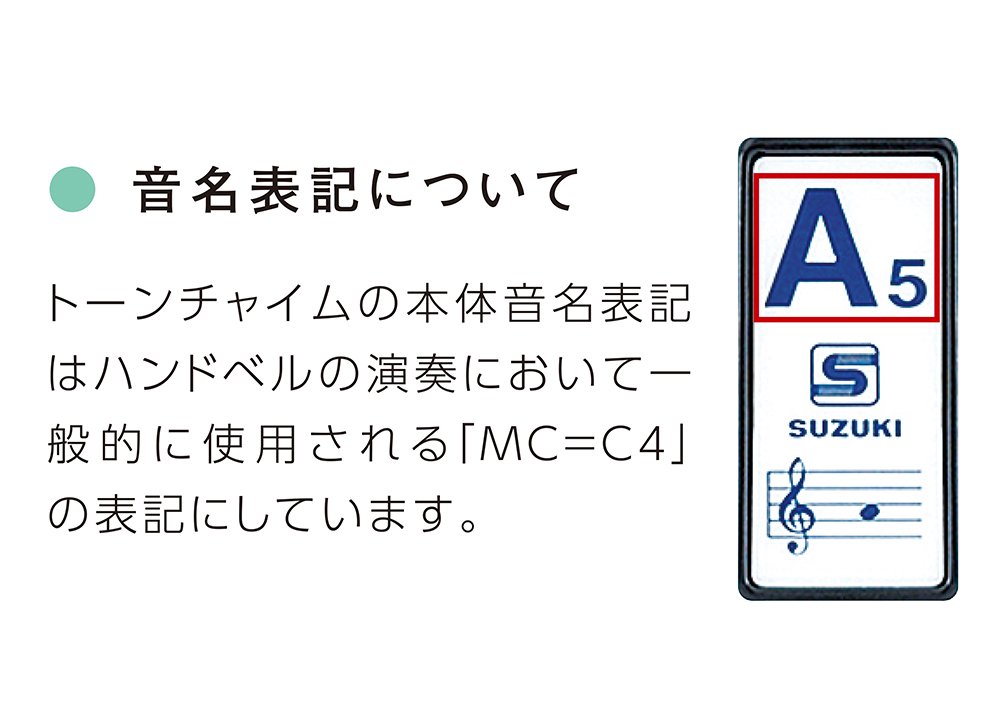 音名表記について
トーンチャイムの本体音名表記
はハンドベルの演奏において一
般的に使用される「MC=C4」
の表記にしています。
A5
S
SUZUKI